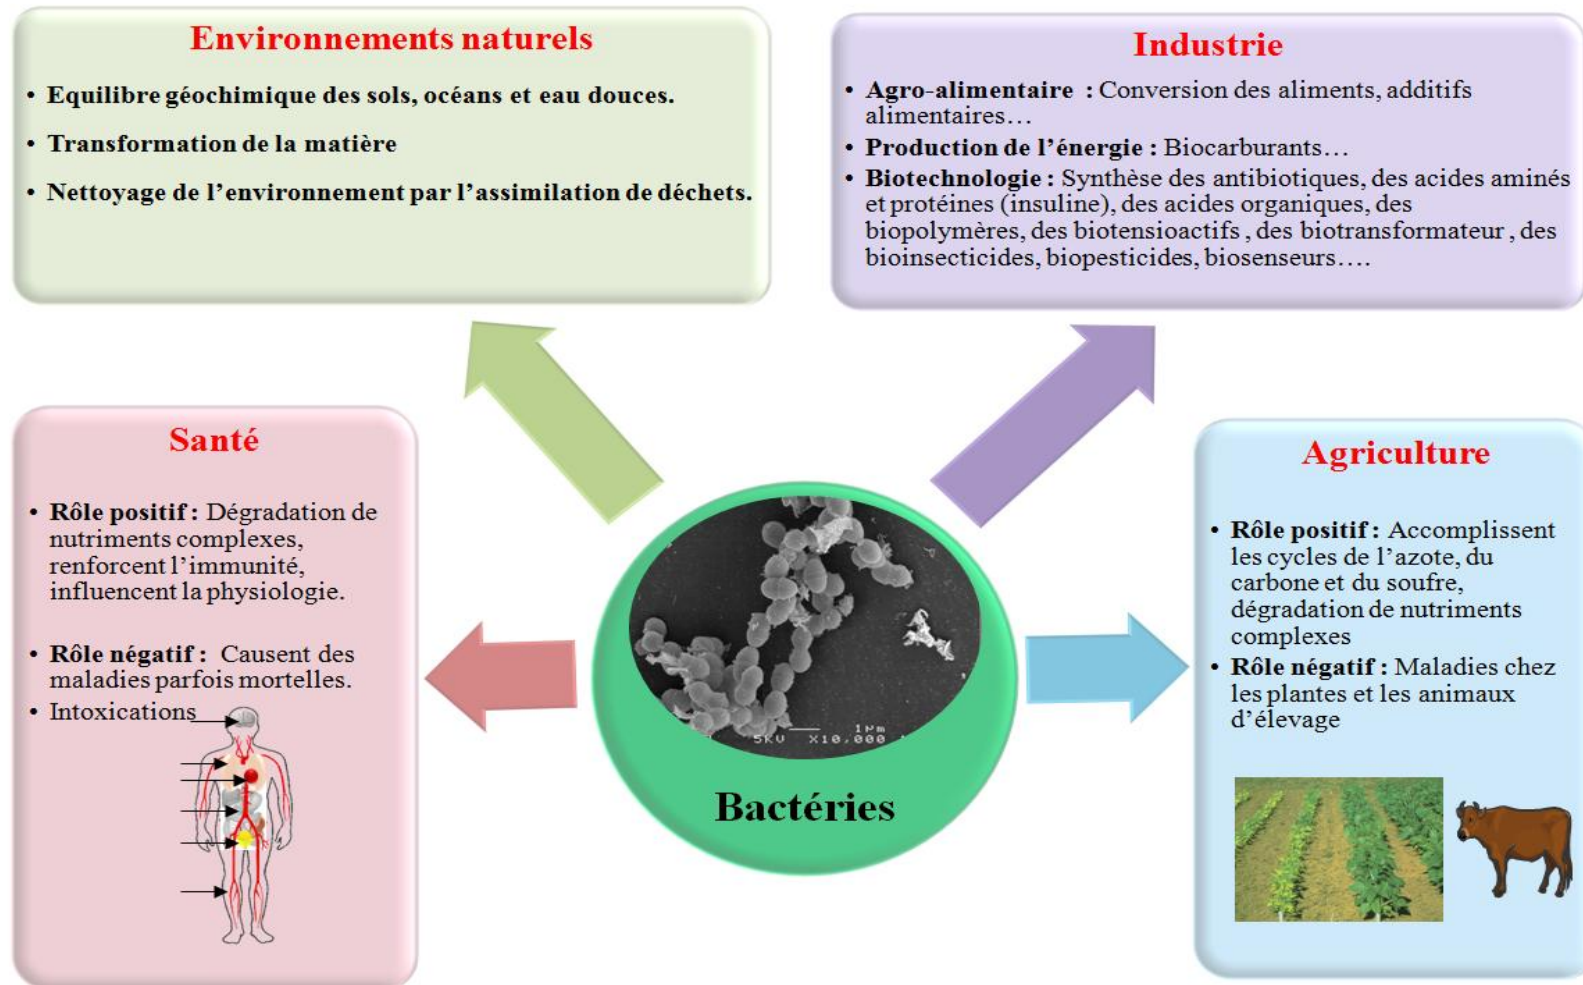 Environnements naturels
• Equilibre géochimique des sols, océans et eau douces.
• Transformation de la matière
• Nettoyage de l’environnement par l’assimilation de déchets.
Industrie
• Agro-alimentaire : Conversion des aliments, additifs
alimentaires…
• Production de l’énergie : Biocarburants…
• Biotechnologie : Synthèse des antibiotiques, des acides aminés
et protéines (insuline), des acides organiques, des
biopolymères, des biotensioactifs , des biotransformateur , des
bioinsecticides, biopesticides, biosenseurs….
Santé
• Rôle positif : Dégradation de
nutriments complexes,
renforcent l’immunité,
influencent la physiologie.
• Rôle négatif : Causent des
maladies parfois mortelles.
• Intoxications
Agriculture
• Rôle positif : Accomplissent
les cycles de l’azote, du
carbone et du soufre,
dégradation de nutriments
complexes
• Rôle négatif : Maladies chez
les plantes et les animaux
d’élevage
1µm
5KV X10,000
Bactéries